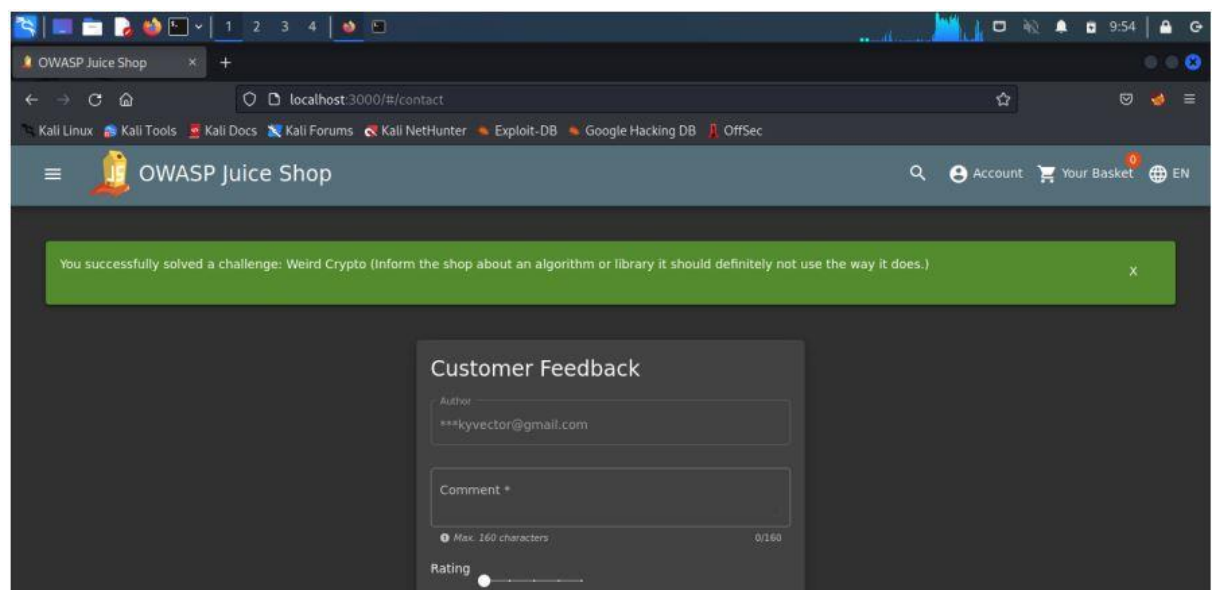 1 2 3 4 9:54
OWASP Juice Shop
localhost:3000/#/contact
Kali Linux Kali Tools Kali Docs Kali Forums Kali NetHunter Exploit-DB Google Hacking DB OffSec
OWASP Juice Shop Account 0 Your Basket EN
You successfully solved a challenge: Weird Crypto (Inform the shop about an algorithm or library it should definitely not use the way it does.) X
Customer Feedback
Author
***kyvector@gmail.com
Comment *
Max. 160 characters 0/160
Rating